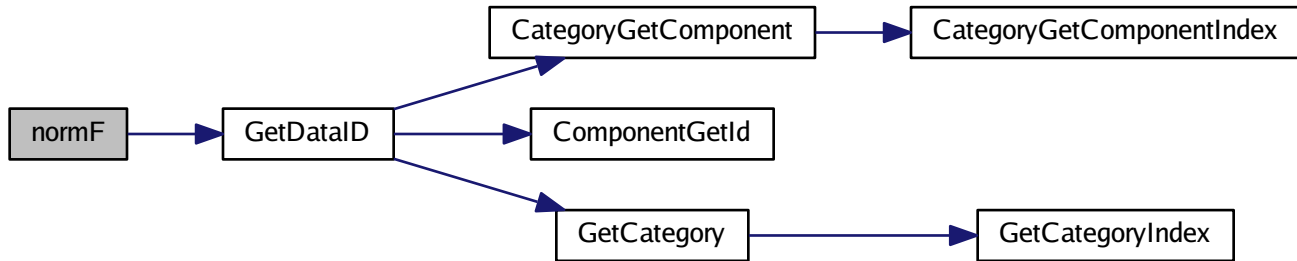 CategoryGetComponent
CategoryGetComponentIndex
normF
GetDataID
ComponentGetId
GetCategory
GetCategoryIndex